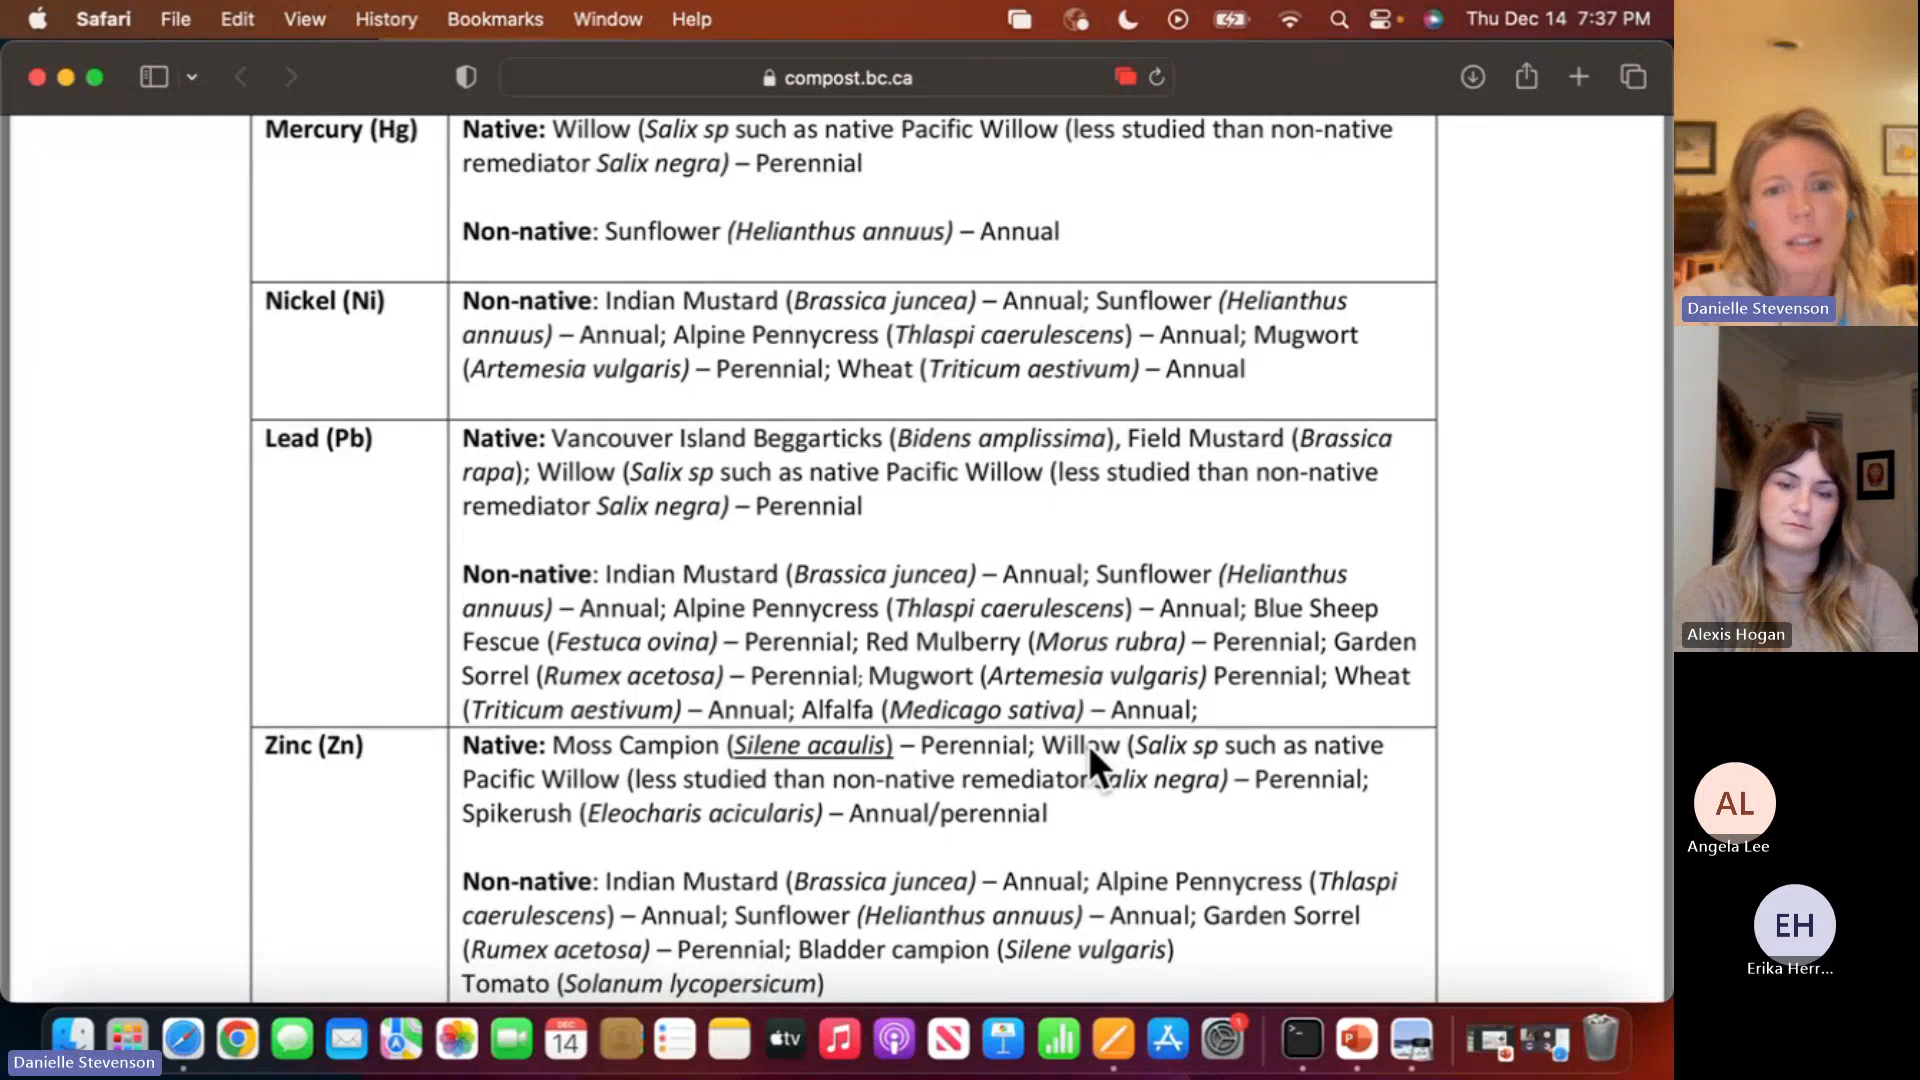 Safari File Edit View History Bookmarks Window Help Thu Dec 14 7:37 PM
compost.bc.ca
Mercury (Hg)
Native: Willow (Salix sp such as native Pacific Willow (less studied than non-native
remediator Salix negra) – Perennial
Non-native: Sunflower (Helianthus annuus) – Annual
Nickel (Ni)
Non-native: Indian Mustard (Brassica juncea) – Annual; Sunflower (Helianthus
annuus) – Annual; Alpine Pennycress (Thlaspi caerulescens) – Annual; Mugwort
(Artemesia vulgaris) – Perennial; Wheat (Triticum aestivum) – Annual
Lead (Pb)
Native: Vancouver Island Beggarticks (Bidens amplissima), Field Mustard (Brassica
rapa); Willow (Salix sp such as native Pacific Willow (less studied than non-native
remediator Salix negra) – Perennial
Non-native: Indian Mustard (Brassica juncea) – Annual; Sunflower (Helianthus
annuus) – Annual; Alpine Pennycress (Thlaspi caerulescens) – Annual; Blue Sheep
Fescue (Festuca ovina) – Perennial; Red Mulberry (Morus rubra) – Perennial; Garden
Sorrel (Rumex acetosa) – Perennial; Mugwort (Artemesia vulgaris) Perennial; Wheat
(Triticum aestivum) – Annual; Alfalfa (Medicago sativa) – Annual;
Zinc (Zn)
Native: Moss Campion (Silene acaulis) – Perennial; Willow (Salix sp such as native
Pacific Willow (less studied than non-native remediator Salix negra) – Perennial;
Spikerush (Eleocharis acicularis) – Annual/perennial
Non-native: Indian Mustard (Brassica juncea) – Annual; Alpine Pennycress (Thlaspi
caerulescens) – Annual; Sunflower (Helianthus annuus) – Annual; Garden Sorrel
(Rumex acetosa) – Perennial; Bladder campion (Silene vulgaris)
Tomato (Solanum lycopersicum)
Danielle Stevenson
Alexis Hogan
AL
Angela Lee
EH
Erika Herr...
DEC
14
tv
1
Danielle Stevenson